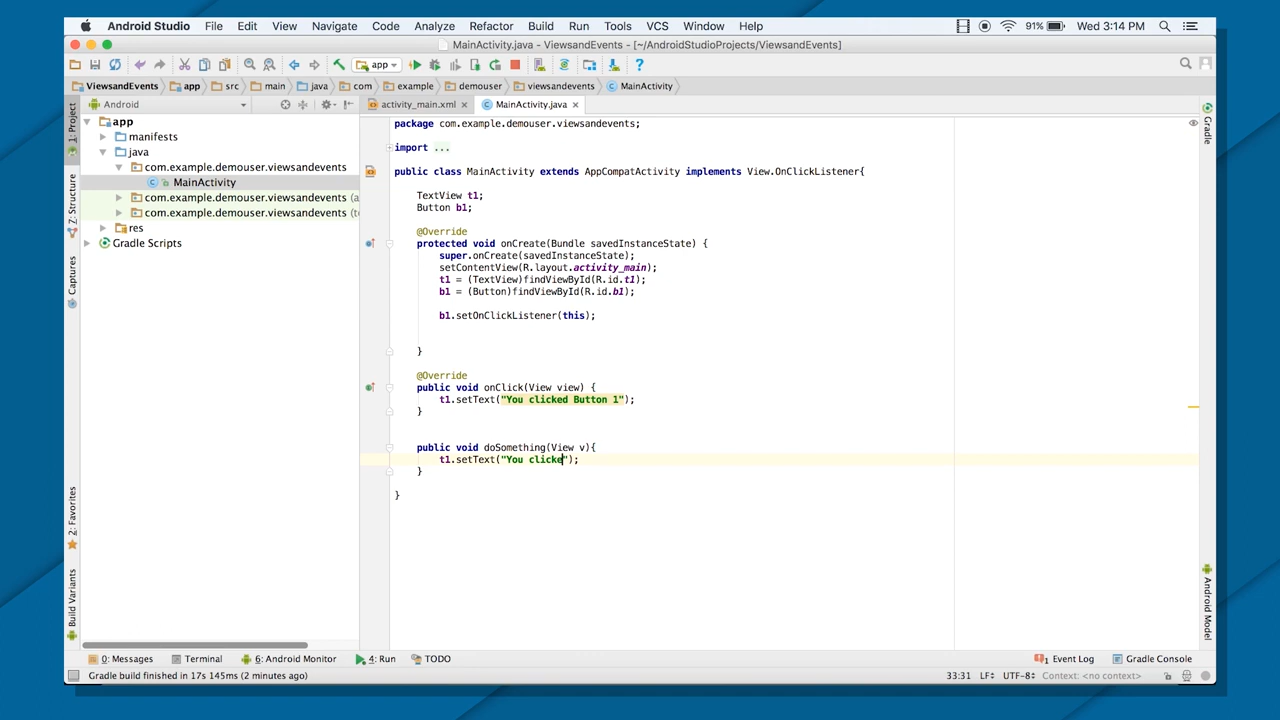 Android Studio File Edit View Navigate Code Analyze Refactor Build Run Tools VCS Window Help 91% Wed 3:14 PM
MainActivity.java - ViewsandEvents - [~/AndroidStudioProjects/ViewsandEvents]
app
ViewsandEvents app src main java com example demouser viewsandevents MainActivity
Android
activity_main.xml MainActivity.java
1: Project
Z: Structure
Captures
2: Favorites
Build Variants
app
manifests
java
com.example.demouser.viewsandevents
MainActivity
com.example.demouser.viewsandevents (a
com.example.demouser.viewsandevents (t
res
Gradle Scripts
package com.example.demouser.viewsandevents;
import ...
public class MainActivity extends AppCompatActivity implements View.OnClickListener{
TextView t1;
Button b1;
@Override
protected void onCreate(Bundle savedInstanceState) {
super.onCreate(savedInstanceState);
setContentView(R.layout.activity_main);
t1 = (TextView)findViewById(R.id.t1);
b1 = (Button)findViewById(R.id.b1);
b1.setOnClickListener(this);
}
@Override
public void onClick(View view) {
t1.setText("You clicked Button 1");
}
public void doSomething(View v){
t1.setText("You clicke");
}
}
Gradle
Android Model
0: Messages Terminal 6: Android Monitor 4: Run TODO 1 Event Log Gradle Console
Gradle build finished in 17s 145ms (2 minutes ago) 33:31 LF UTF-8 Context: <no context>